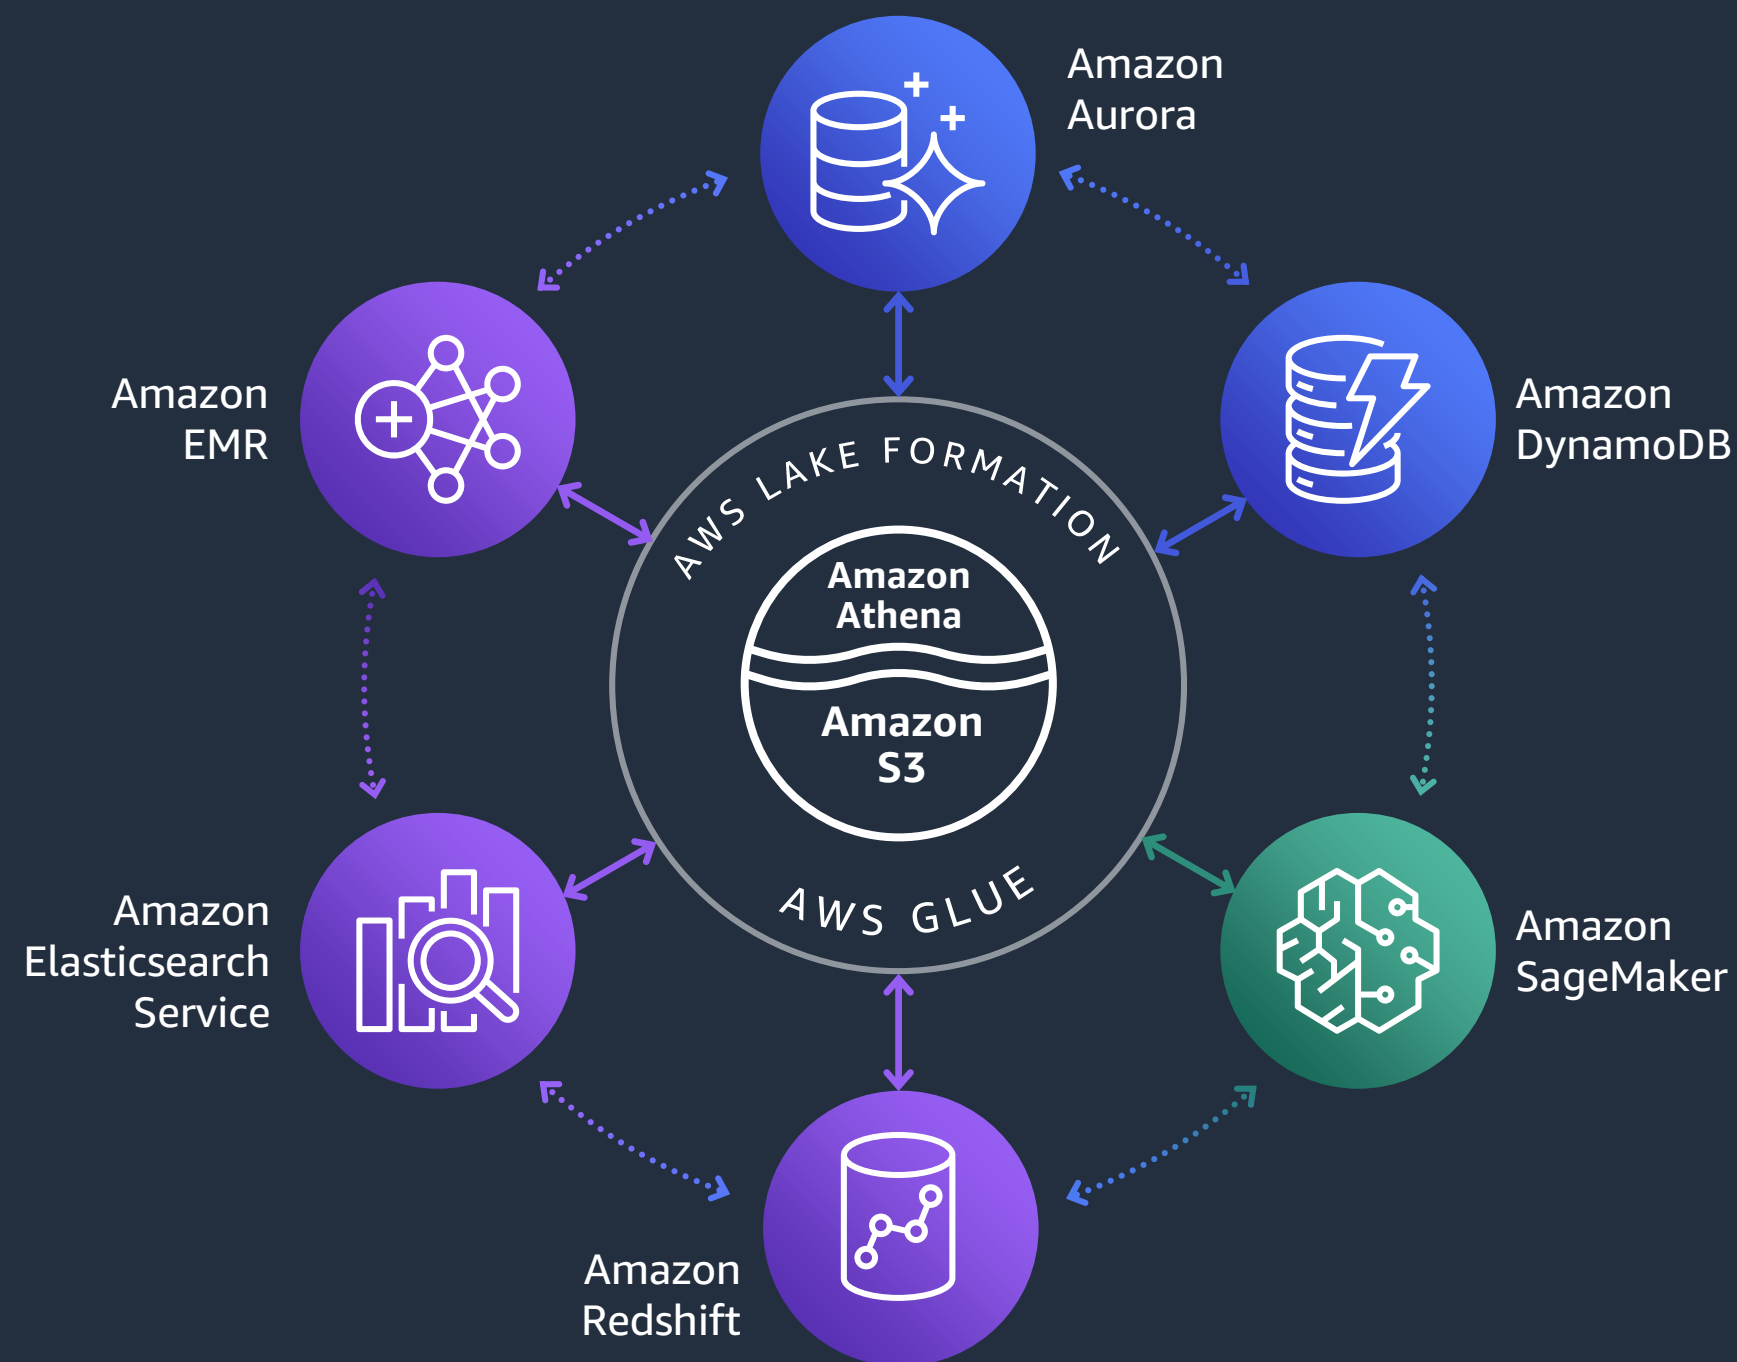 Amazon
Aurora
Amazon
EMR
Amazon
DynamoDB
AWS LAKE FORMATION
Amazon
Athena
Amazon
S3
AWS GLUE
Amazon
Elasticsearch
Service
Amazon
SageMaker
Amazon
Redshift